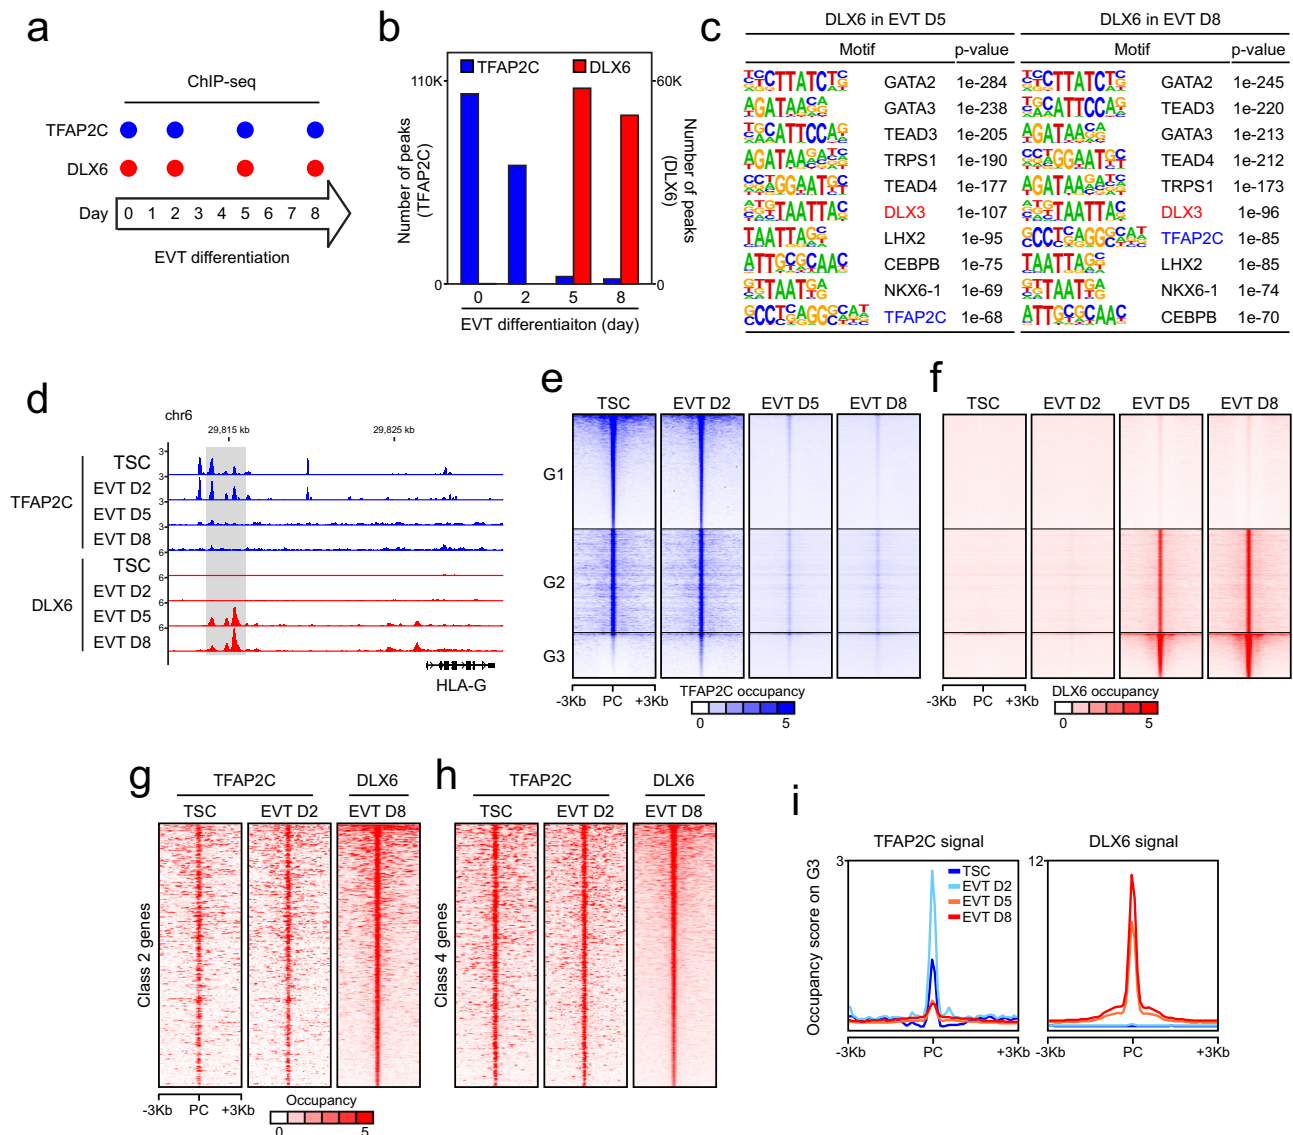 a
ChIP-seq
TFAP2C
DLX6
Day 0 1 2 3 4 5 6 7 8
EVT differentiation
b
TFAP2C DLX6
110K 60K
Number of peaks
(TFAP2C)
Number of peaks
(DLX6)
0 0
0 2 5 8
EVT differentiaiton (day)
c
DLX6 in EVT D5 DLX6 in EVT D8
Motif p-value Motif p-value
GATA2 1e-284 GATA2 1e-245
GATA3 1e-238 TEAD3 1e-220
TEAD3 1e-205 GATA3 1e-213
TRPS1 1e-190 TEAD4 1e-212
TEAD4 1e-177 TRPS1 1e-173
DLX3 1e-107 DLX3 1e-96
LHX2 1e-95 TFAP2C 1e-85
CEBPB 1e-75 LHX2 1e-85
NKX6-1 1e-69 NKX6-1 1e-74
TFAP2C 1e-68 CEBPB 1e-70
d
chr6
29,815 kb 29,825 kb
TFAP2C
TSC 3
EVT D2 3
EVT D5 3
EVT D8 3
DLX6
TSC 6
EVT D2 6
EVT D5 6
EVT D8 6
HLA-G
e
TSC EVT D2 EVT D5 EVT D8
G1
G2
G3
-3Kb PC +3Kb
TFAP2C occupancy
0 5
f
TSC EVT D2 EVT D5 EVT D8
-3Kb PC +3Kb
DLX6 occupancy
0 5
g
TFAP2C DLX6
TSC EVT D2 EVT D8
Class 2 genes
-3Kb PC +3Kb
Occupancy
0 5
h
TFAP2C DLX6
TSC EVT D2 EVT D8
Class 4 genes
i
TFAP2C signal DLX6 signal
3 12
TSC
EVT D2
EVT D5
EVT D8
Occupancy score on G3
-3Kb PC +3Kb -3Kb PC +3Kb